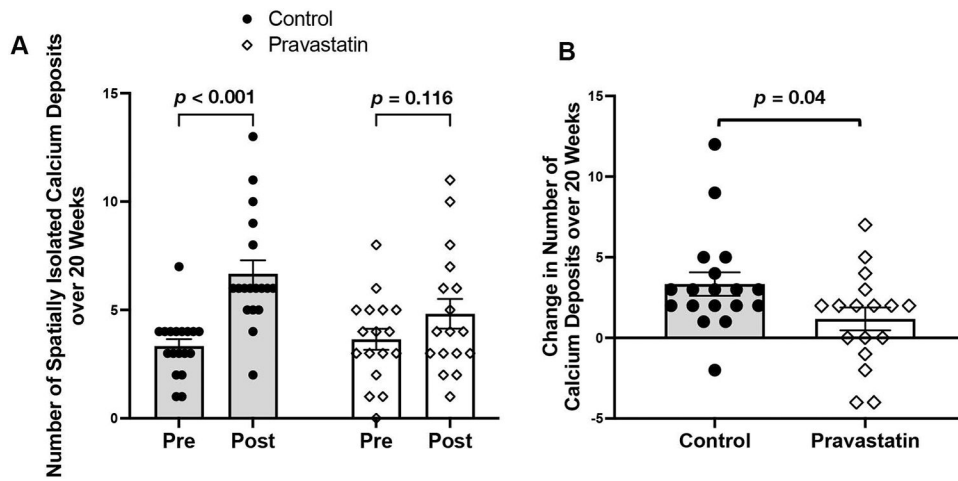 Control
Pravastatin
A
Number of Spatially Isolated Calcium Deposits
over 20 Weeks
p < 0.001
p = 0.116
15
10
5
0
Pre
Post
Pre
Post
B
Change in Number of
Calcium Deposits over 20 Weeks
p = 0.04
15
10
5
0
-5
Control
Pravastatin